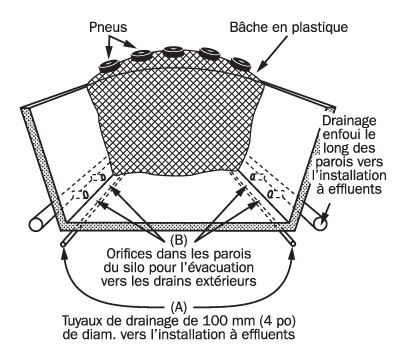 Pneus
Bâche en plastique
Drainage
enfoui le
long des
parois vers
l'installation
à effluents
(B)
Orifices dans les parois
du silo pour l'évacuation
vers les drains extérieurs
(A)
Tuyaux de drainage de 100 mm (4 po)
de diam. vers l'installation à effluents